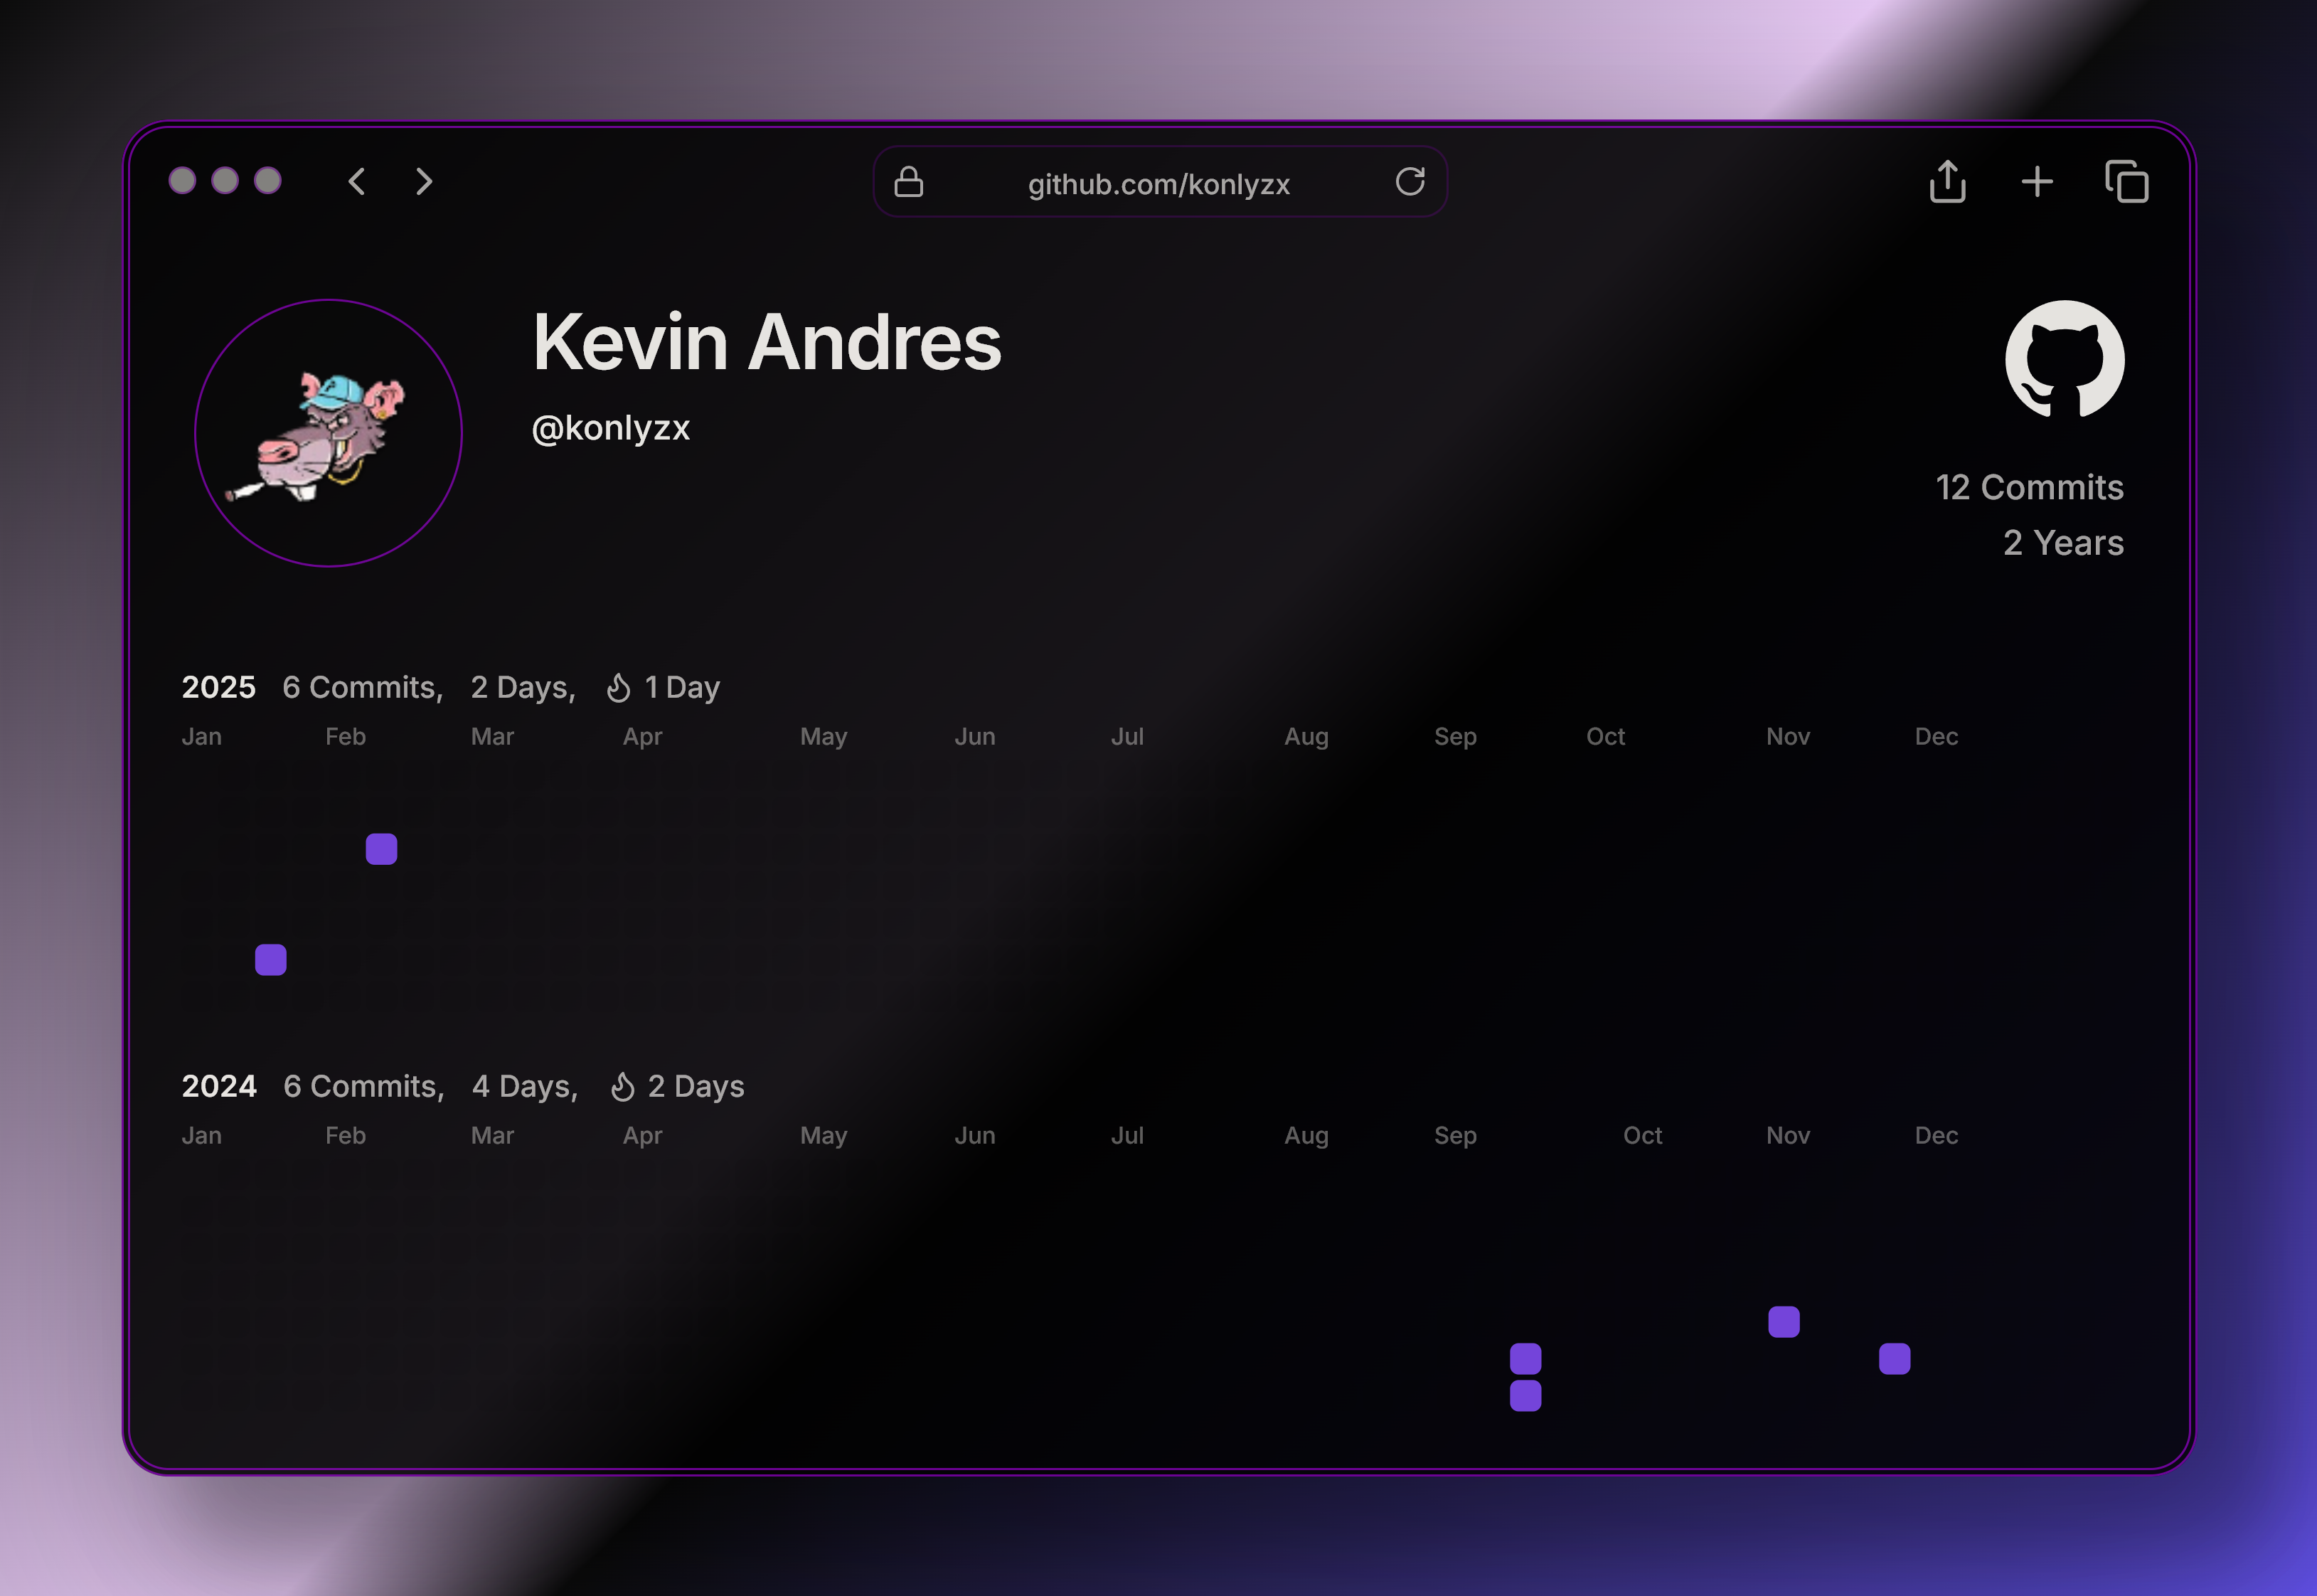 github.com/konlyzx
Kevin Andres
@konlyzx
12 Commits
2 Years
2025 6 Commits, 2 Days, 1 Day
Jan Feb Mar Apr May Jun Jul Aug Sep Oct Nov Dec
2024 6 Commits, 4 Days, 2 Days
Jan Feb Mar Apr May Jun Jul Aug Sep Oct Nov Dec